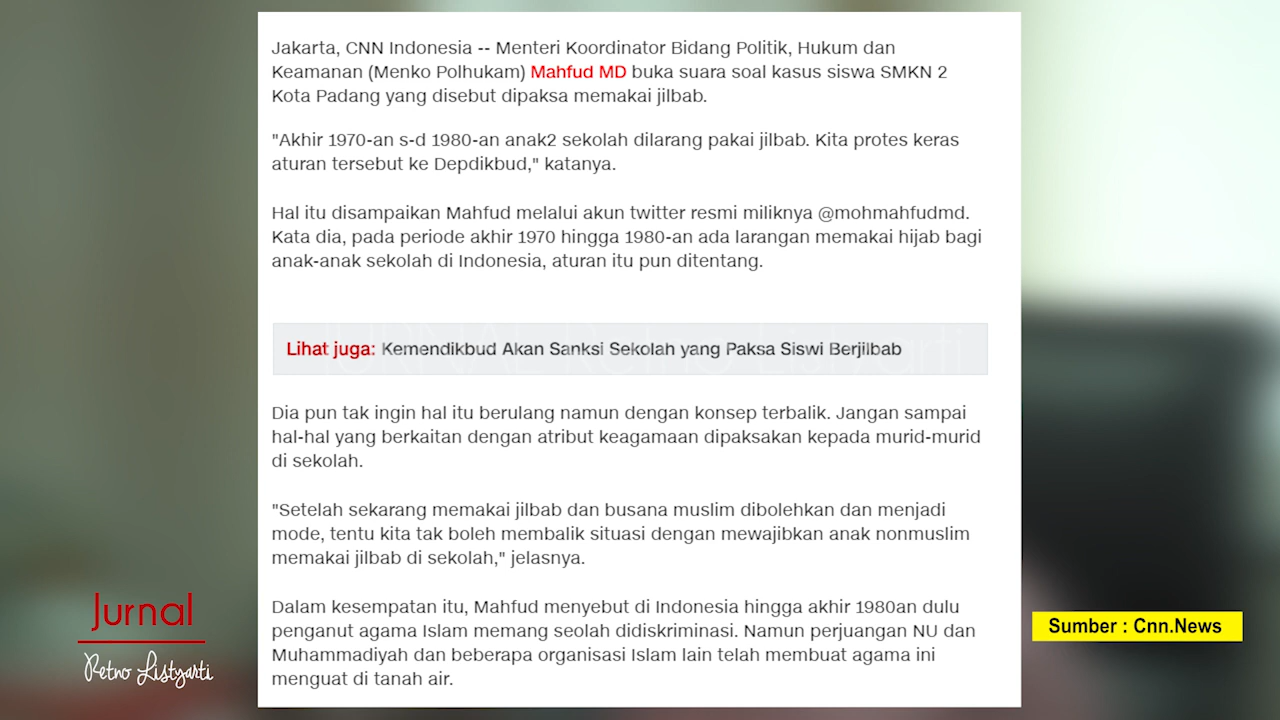 Jakarta, CNN Indonesia -- Menteri Koordinator Bidang Politik, Hukum dan
Keamanan (Menko Polhukam) Mahfud MD buka suara soal kasus siswa SMKN 2
Kota Padang yang disebut dipaksa memakai jilbab.
"Akhir 1970-an s-d 1980-an anak2 sekolah dilarang pakai jilbab. Kita protes keras
aturan tersebut ke Depdikbud," katanya.
Hal itu disampaikan Mahfud melalui akun twitter resmi miliknya @mohmahfudmd.
Kata dia, pada periode akhir 1970 hingga 1980-an ada larangan memakai hijab bagi
anak-anak sekolah di Indonesia, aturan itu pun ditentang.
JURNAL Retno Listyarti
Lihat juga: Kemendikbud Akan Sanksi Sekolah yang Paksa Siswi Berjilbab
Dia pun tak ingin hal itu berulang namun dengan konsep terbalik. Jangan sampai
hal-hal yang berkaitan dengan atribut keagamaan dipaksakan kepada murid-murid
di sekolah.
"Setelah sekarang memakai jilbab dan busana muslim dibolehkan dan menjadi
mode, tentu kita tak boleh membalik situasi dengan mewajibkan anak nonmuslim
memakai jilbab di sekolah," jelasnya.
Dalam kesempatan itu, Mahfud menyebut di Indonesia hingga akhir 1980an dulu
penganut agama Islam memang seolah didiskriminasi. Namun perjuangan NU dan
Muhammadiyah dan beberapa organisasi Islam lain telah membuat agama ini
menguat di tanah air.
Jurnal
Retno Listyarti
Sumber : Cnn.News